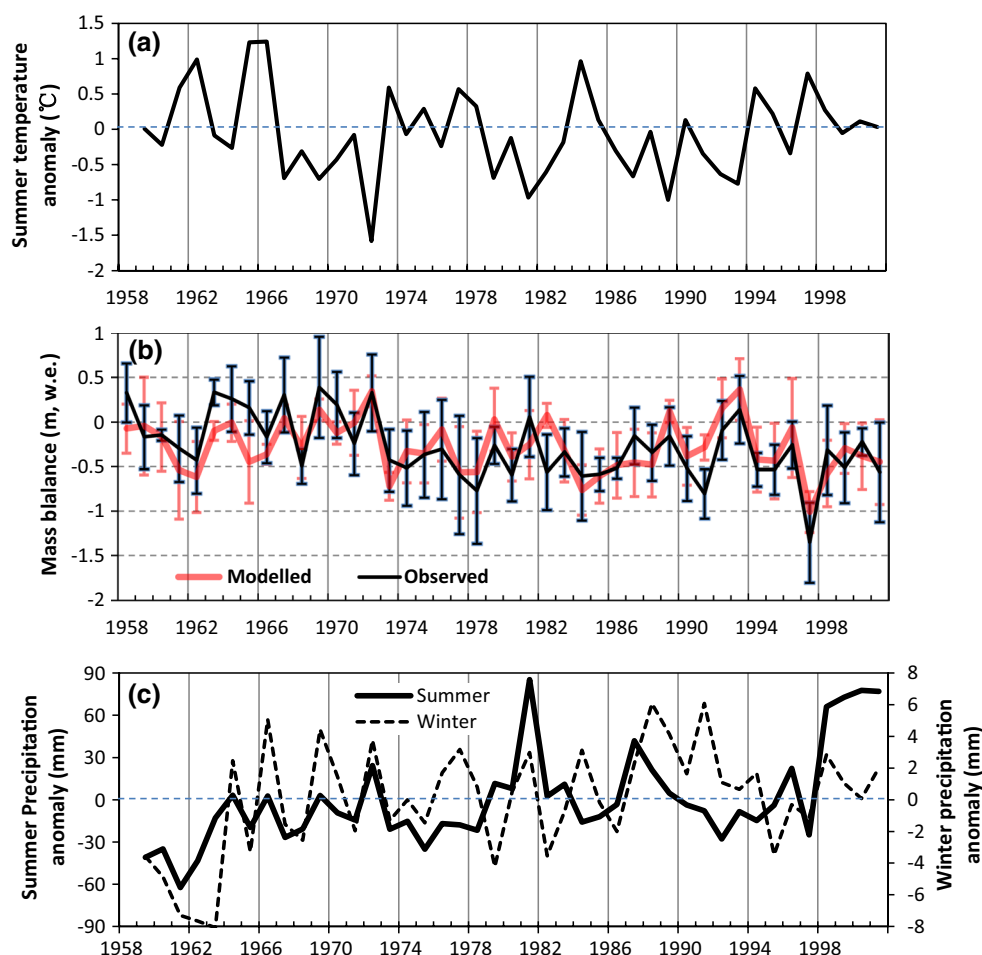 (a)
Summer temperature
anomaly (℃)
1.5
1
0.5
0
-0.5
-1
-1.5
-2
1958 1962 1966 1970 1974 1978 1982 1986 1990 1994 1998
(b)
Mass bbalance (m, w.e.)
1
0.5
0
-0.5
-1
-1.5
-2
Modelled Observed
1958 1962 1966 1970 1974 1978 1982 1986 1990 1994 1998
(c)
Summer Precipitation
anomaly (mm)
90
60
30
0
-30
-60
-90
Summer
Winter
8
6
4
2
0
-2
-4
-6
-8
Winter precipitation
anomaly (mm)
1958 1962 1966 1970 1974 1978 1982 1986 1990 1994 1998